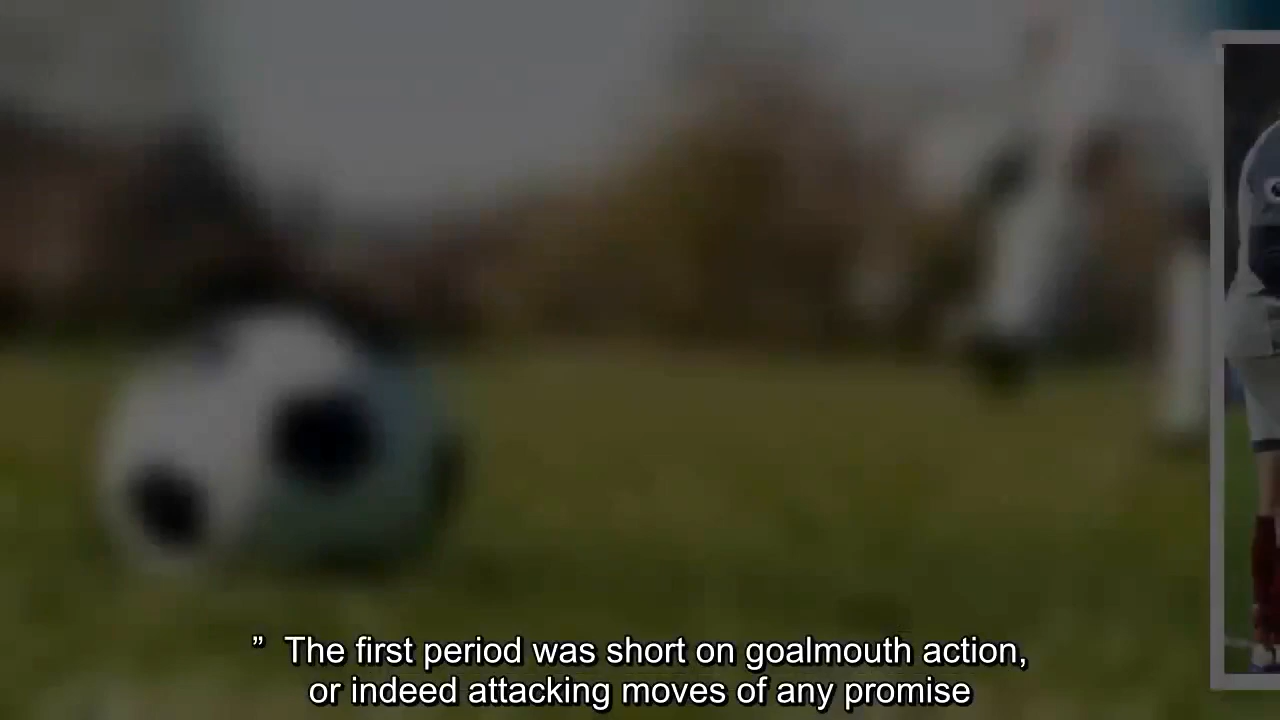 ” The first period was short on goalmouth action,
or indeed attacking moves of any promise